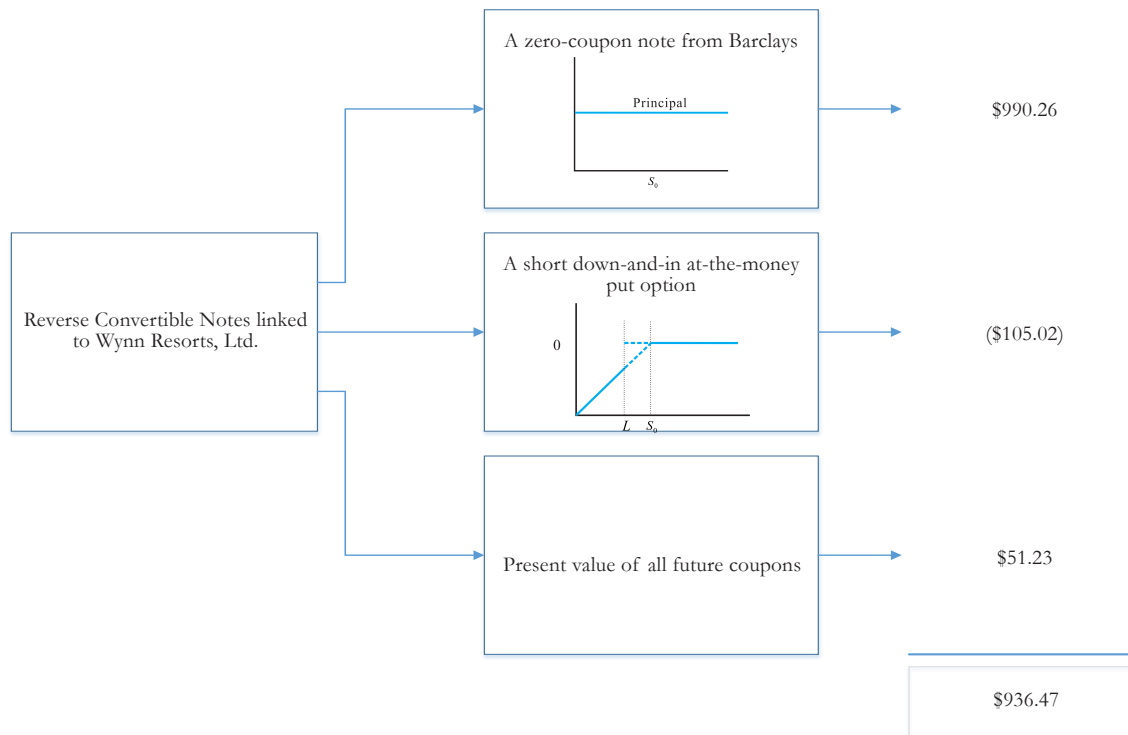 A zero-coupon note from Barclays
Principal
S₀
$990.26
Reverse Convertible Notes linked
to Wynn Resorts, Ltd.
A short down-and-in at-the-money
put option
0
L S₀
($105.02)
Present value of all future coupons
$51.23
$936.47